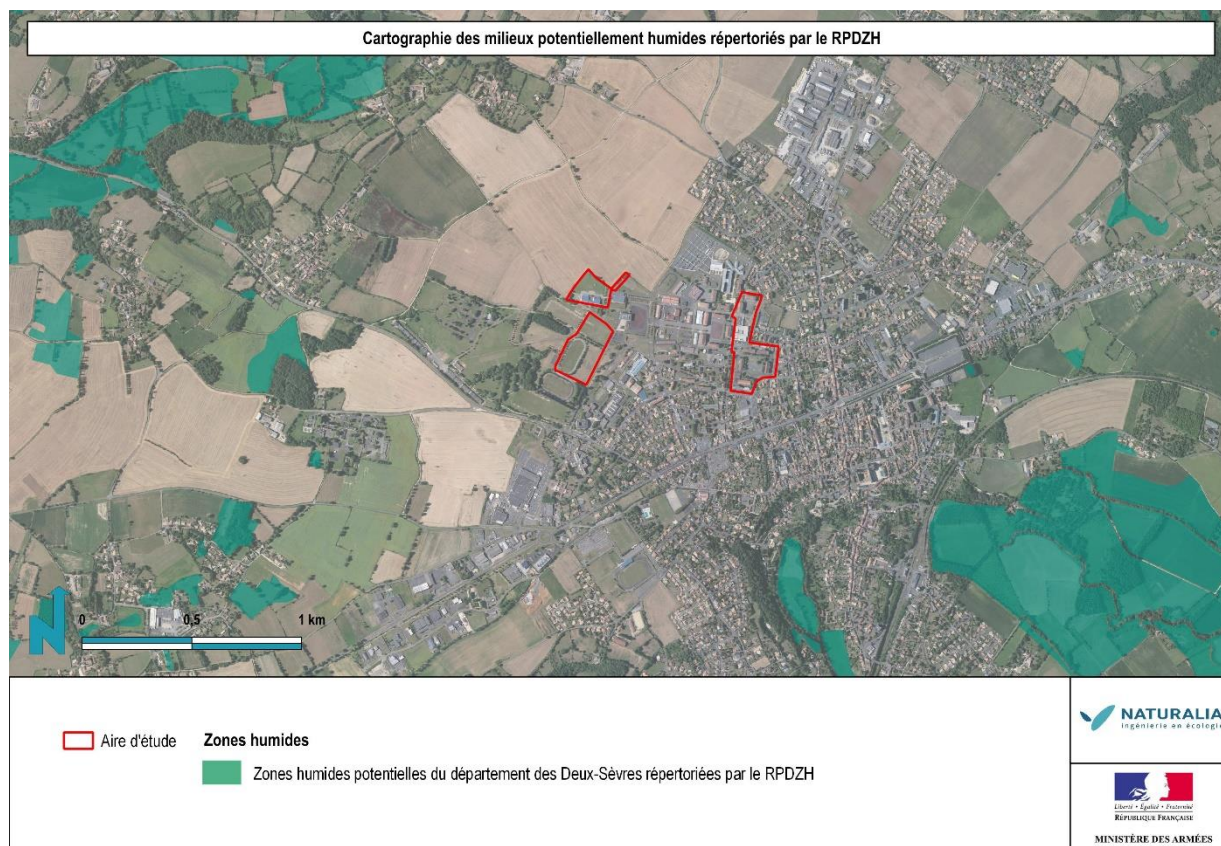 Cartographie des milieux potentiellement humides répertoriés par le RPDZH
N
0 0,5 1 km
Aire d'étude
Zones humides
Zones humides potentielles du département des Deux-Sèvres répertoriées par le RPDZH
NATURALIA
ingénierie en écologie
Liberté • Égalité • Fraternité
RÉPUBLIQUE FRANÇAISE
MINISTÈRE DES ARMÉES